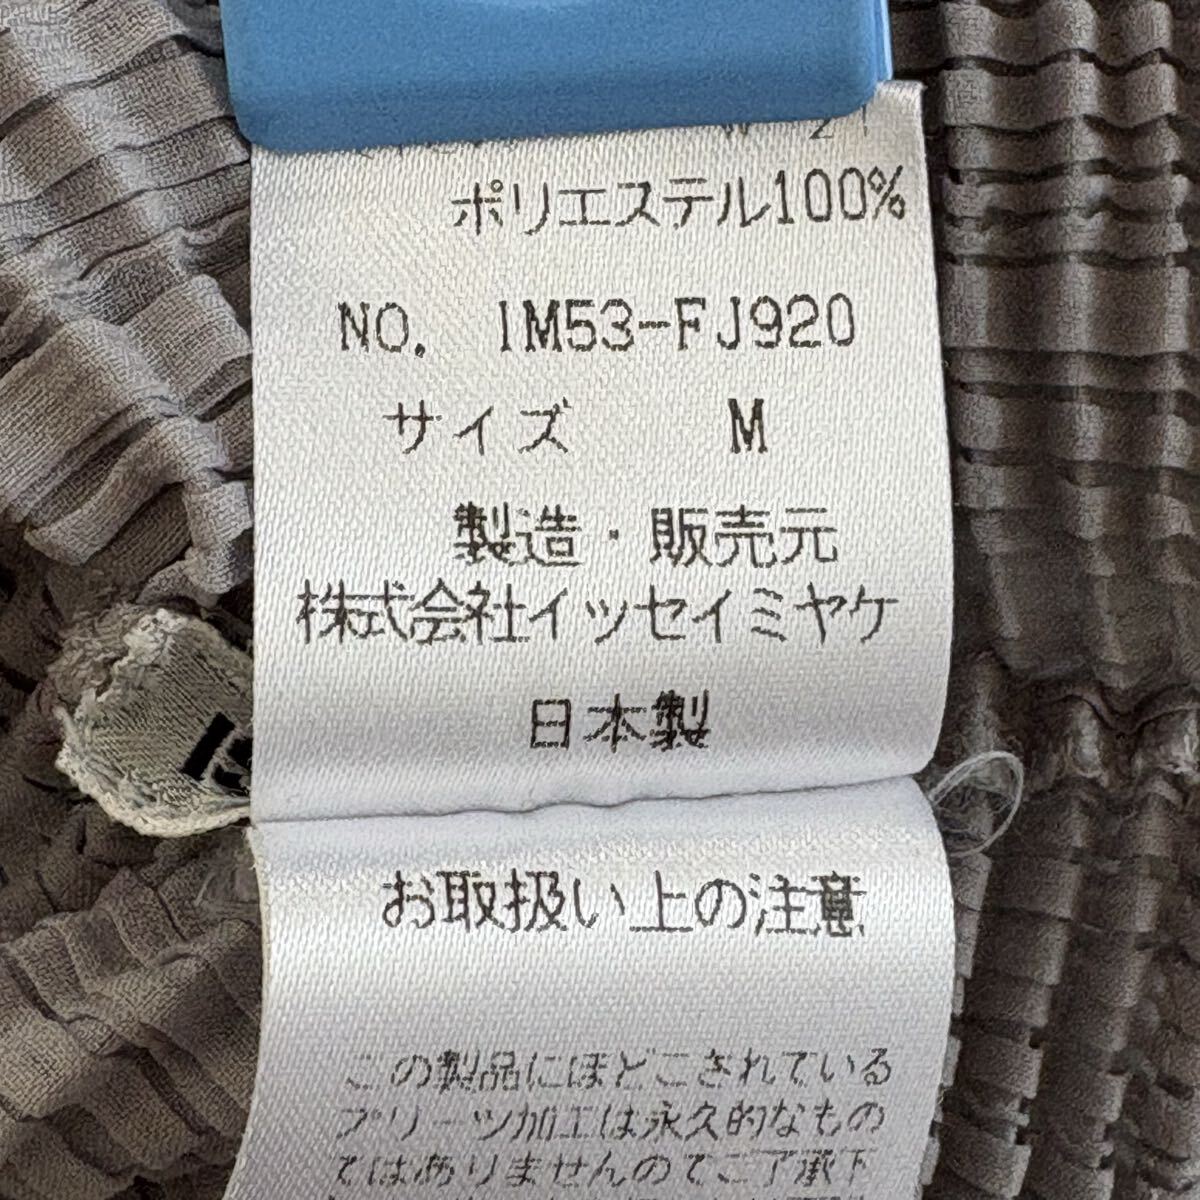 ポリエステル100%
NO. IM53-FJ920
サイズ M
製造・販売元
株式会社イッセイミヤケ
日本製
お取扱い上の注意
この製品にほどこされている
プリーツ加工は永久的なもの
ではありませんのでご了承下